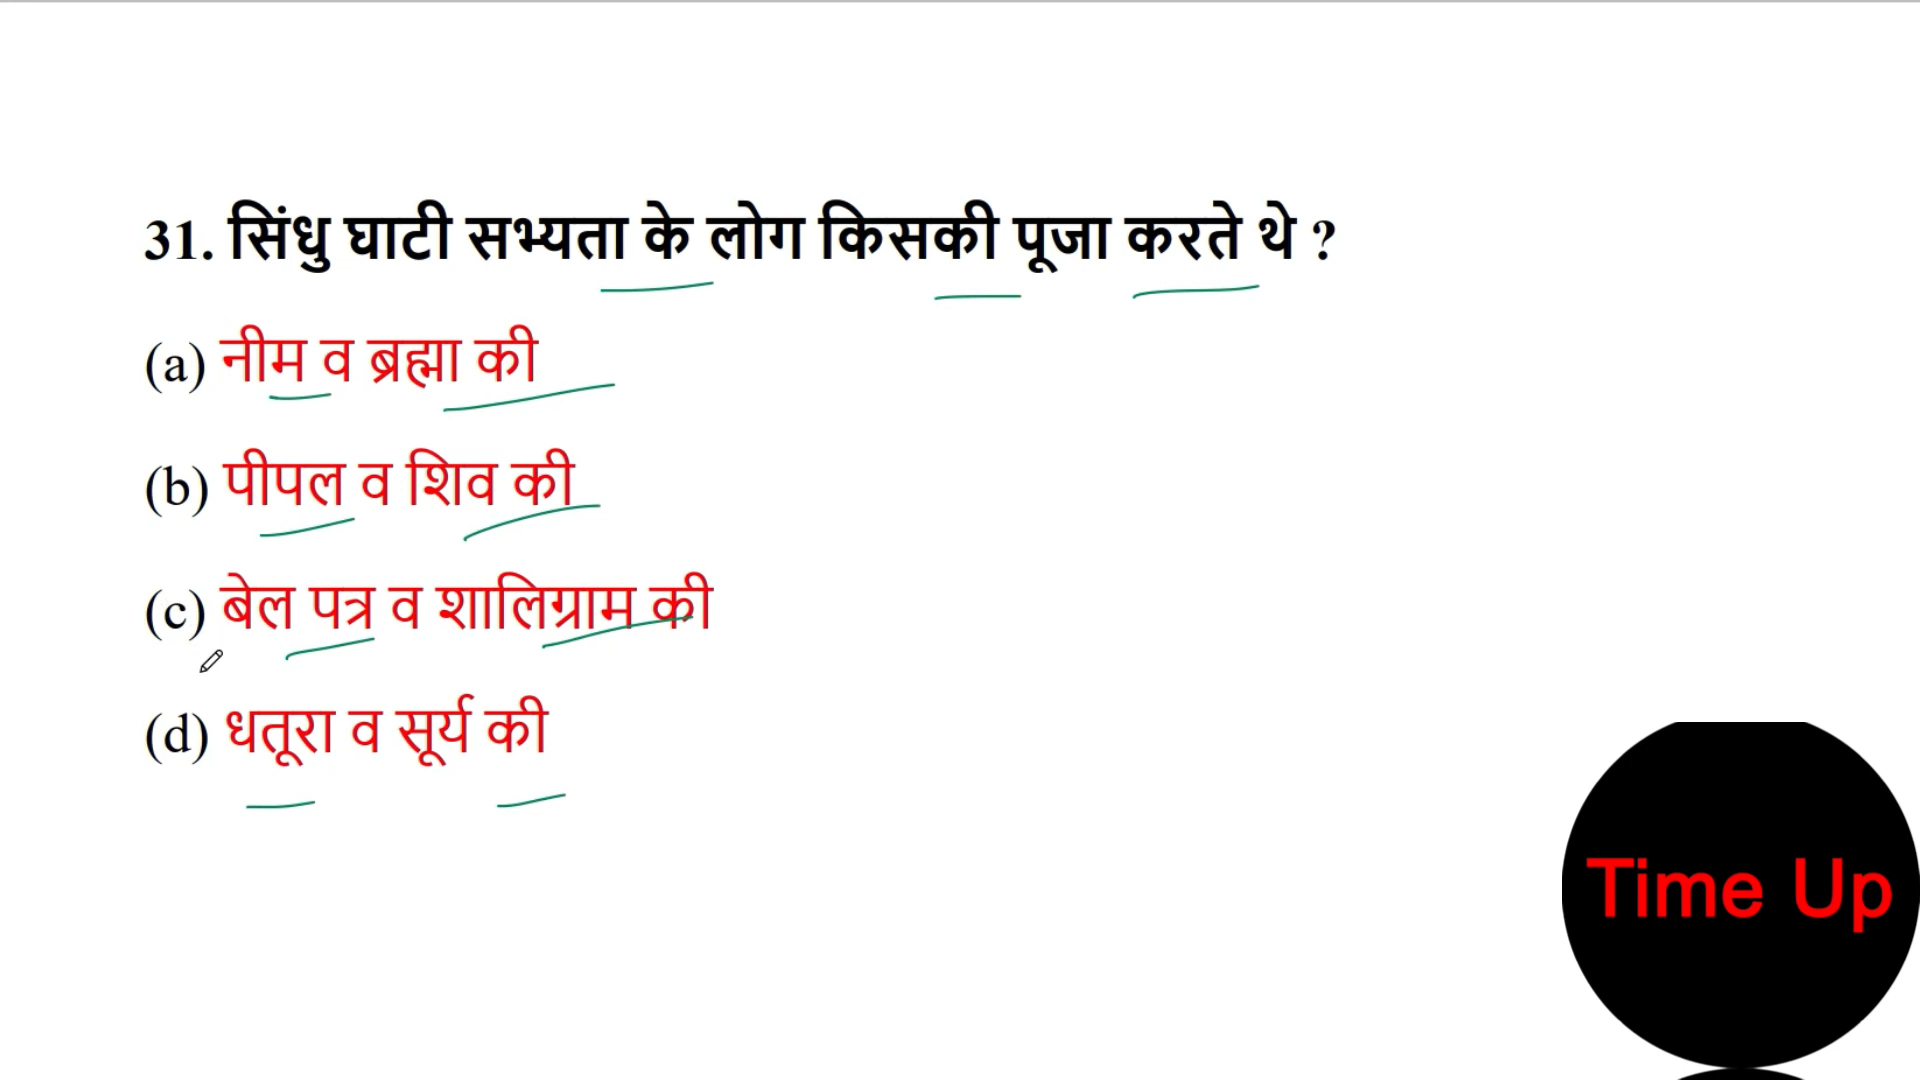 31. सिंधु घाटी सभ्यता के लोग किसकी पूजा करते थे ?
(a) नीम व ब्रह्मा की
(b) पीपल व शिव की
(c) बेल पत्र व शालिग्राम की
(d) धतूरा व सूर्य की
Time Up